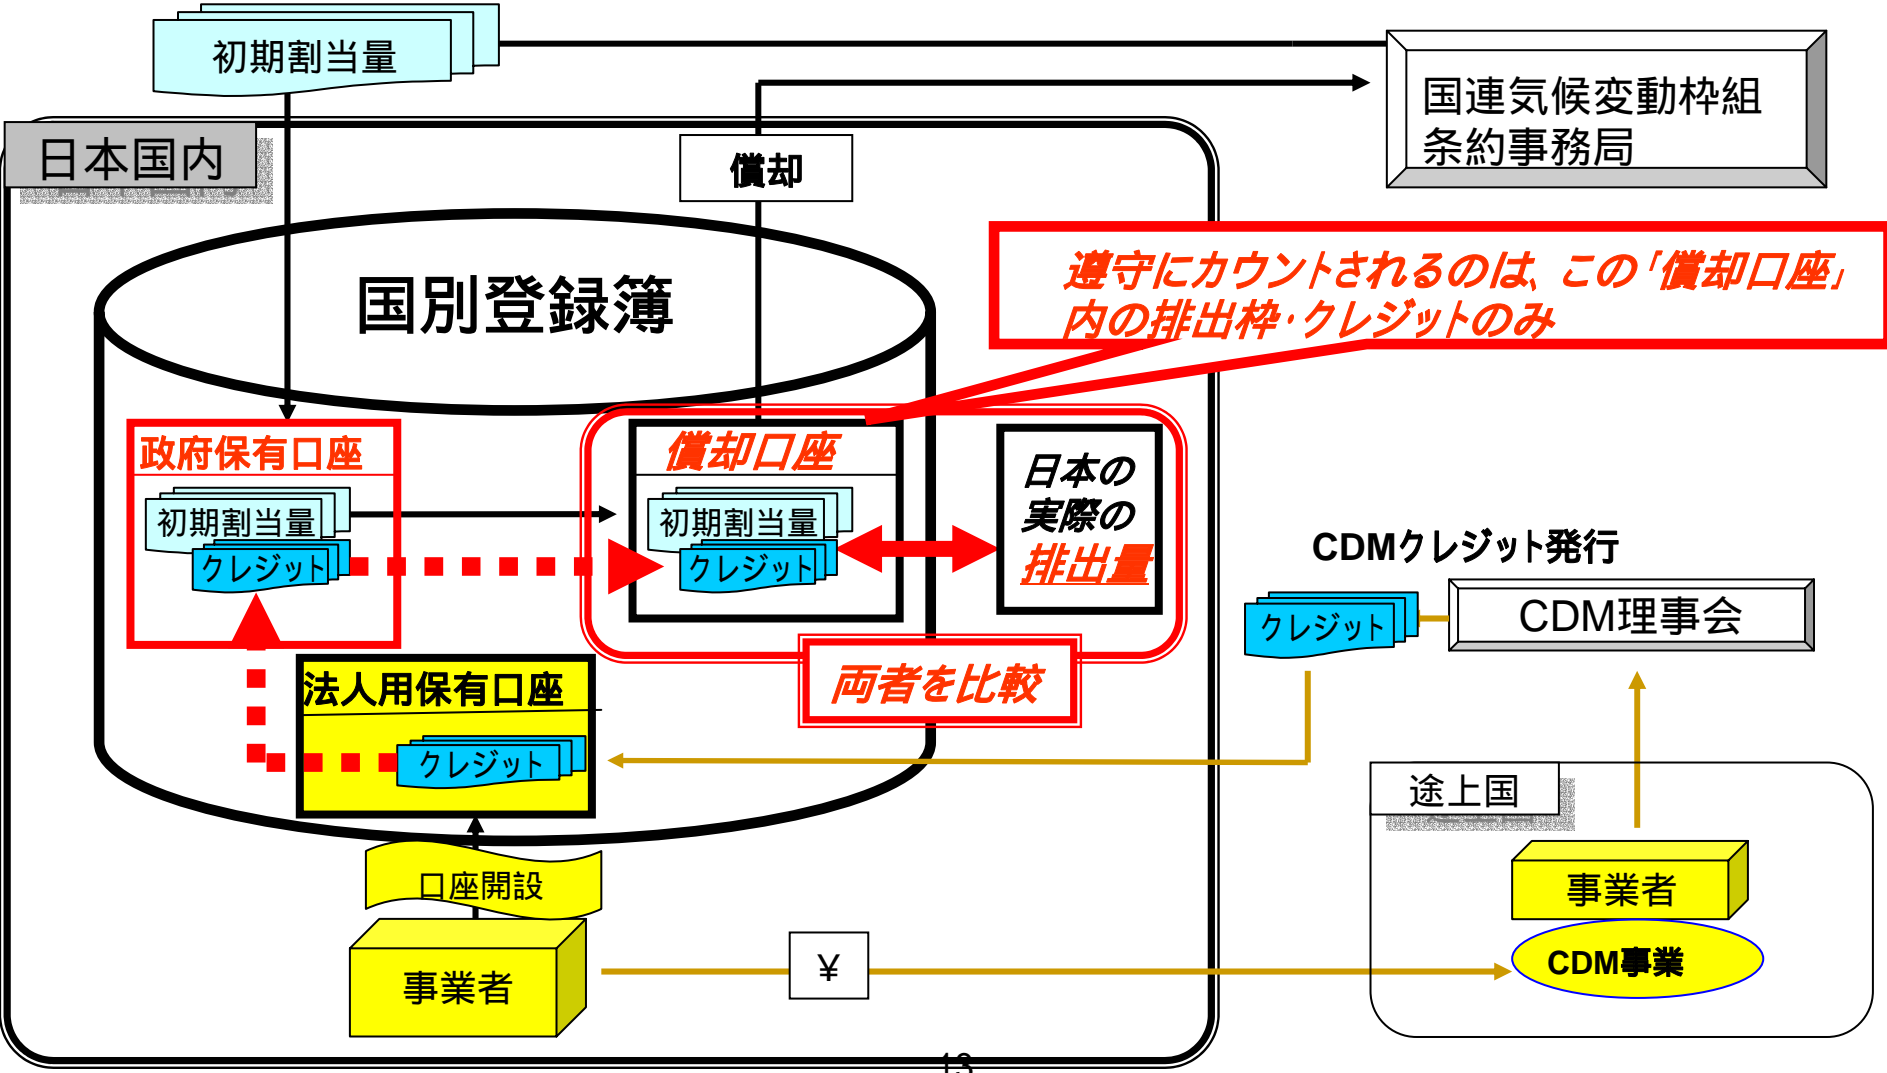 初期割当量
国連気候変動枠組
条約事務局
日本国内
償却
国別登録簿
遵守にカウントされるのは、この「償却口座」
内の排出枠・クレジットのみ
政府保有口座
初期割当量
クレジット
償却口座
初期割当量
クレジット
日本の
実際の
排出量
CDMクレジット発行
クレジット
CDM理事会
両者を比較
法人用保有口座
クレジット
途上国
口座開設
事業者
¥
事業者
CDM事業
13